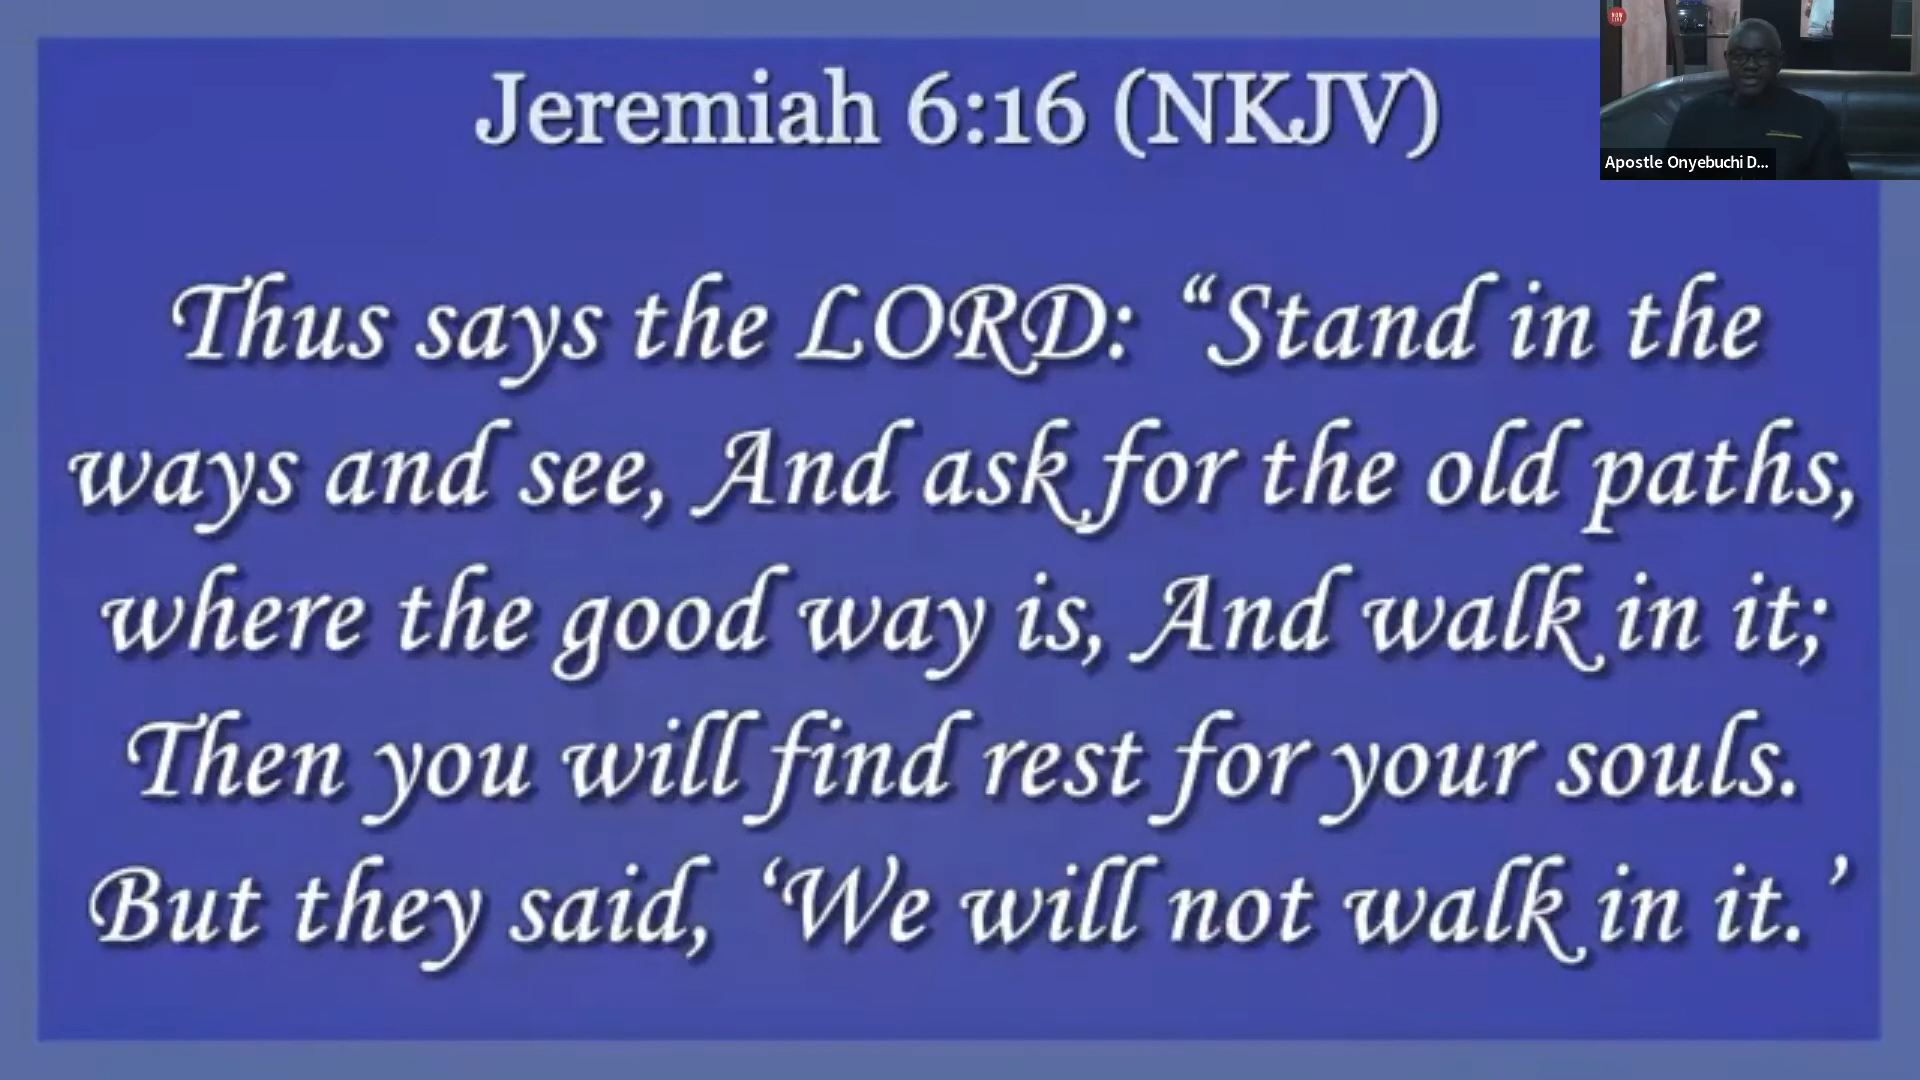 Jeremiah 6:16 (NKJV)
Thus says the LORD: “Stand in the
ways and see, And ask for the old paths,
where the good way is, And walk in it;
Then you will find rest for your souls.
But they said, ‘We will not walk in it.’
NOW
LIVE
Apostle Onyebuchi D...